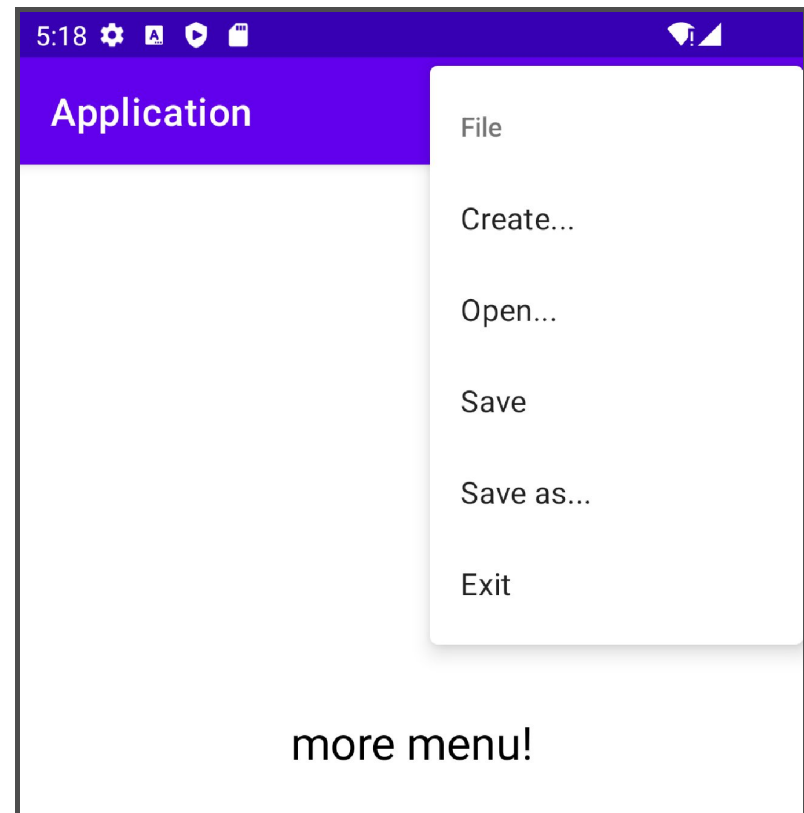 5:18
Application
File
Create...
Open...
Save
Save as...
Exit
more menu!